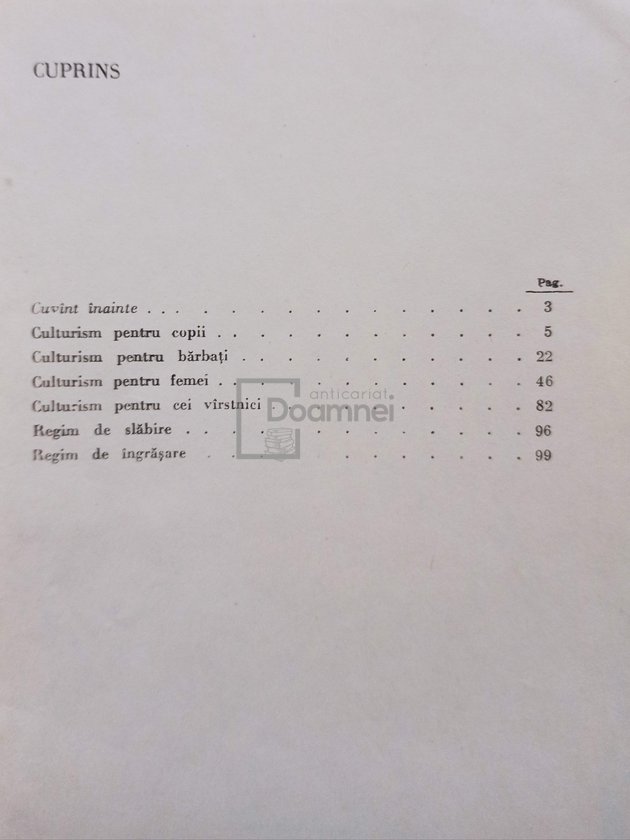 CUPRINS
Pag.
Cuvînt înainte . . . . . . . . . . . . . . . 3
Culturism pentru copii . . . . . . . . . . . . 5
Culturism pentru bărbați . . . . . . . . . . . 22
Culturism pentru femei . . . . . . . . . . . . 46
Culturism pentru cei vîrstnici . . . . . . . . . . 82
Regim de slăbire . . . . . . . . . . . . . 96
Regim de îngrășare . . . . . . . . . . . . 99
anticariat
Doamnei